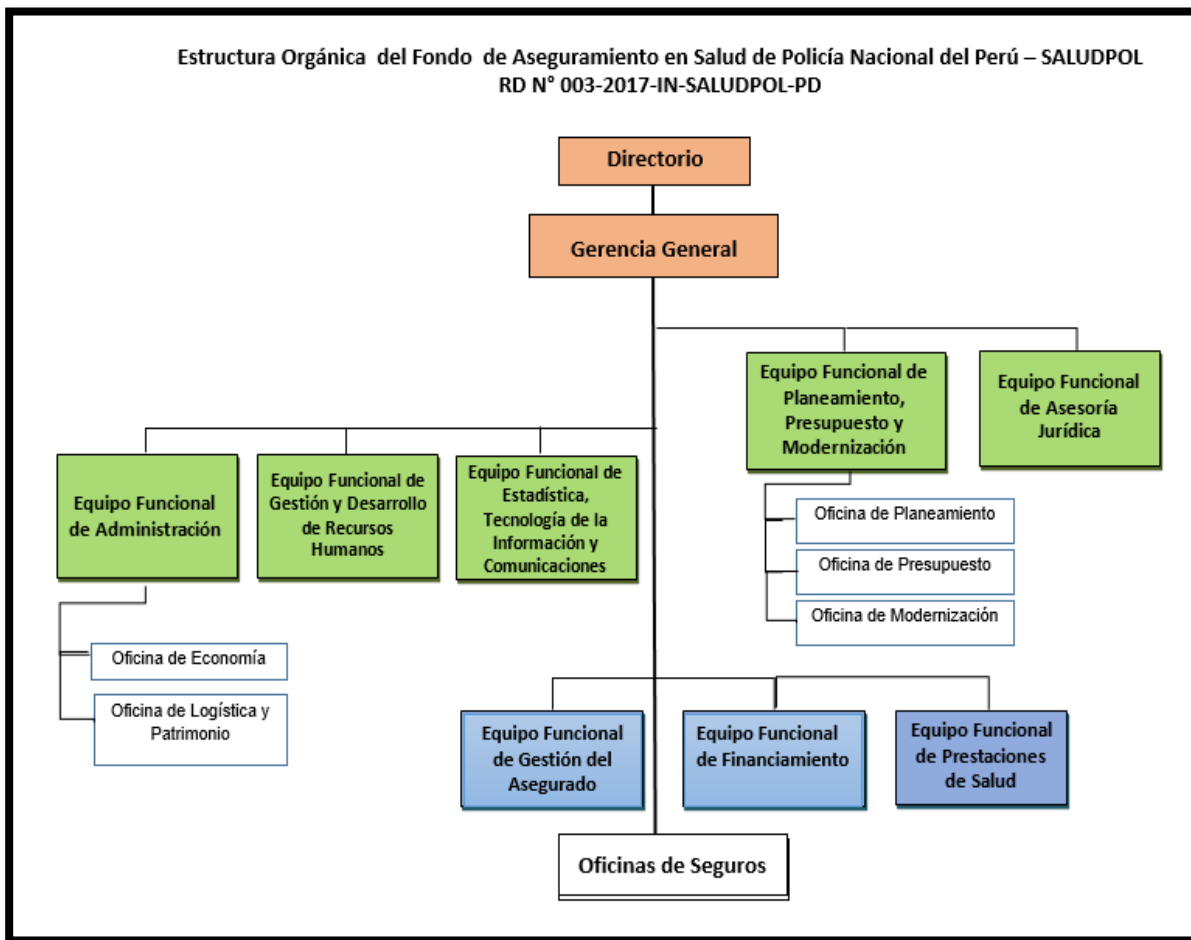 Estructura Orgánica del Fondo de Aseguramiento en Salud de Policía Nacional del Perú – SALUDPOL
RD N° 003-2017-IN-SALUDPOL-PD
Directorio
Gerencia General
Equipo Funcional de
Planeamiento,
Presupuesto y
Modernización
Equipo Funcional
de Asesoría
Jurídica
Equipo Funcional
de Administración
Equipo Funcional de
Gestión y Desarrollo
de Recursos
Humanos
Equipo Funcional de
Estadística,
Tecnología de la
Información y
Comunicaciones
Oficina de Planeamiento
Oficina de Presupuesto
Oficina de Modernización
Oficina de Economía
Oficina de Logística y
Patrimonio
Equipo Funcional
de Gestión del
Asegurado
Equipo Funcional
de Financiamiento
Equipo Funcional
de Prestaciones
de Salud
Oficinas de Seguros